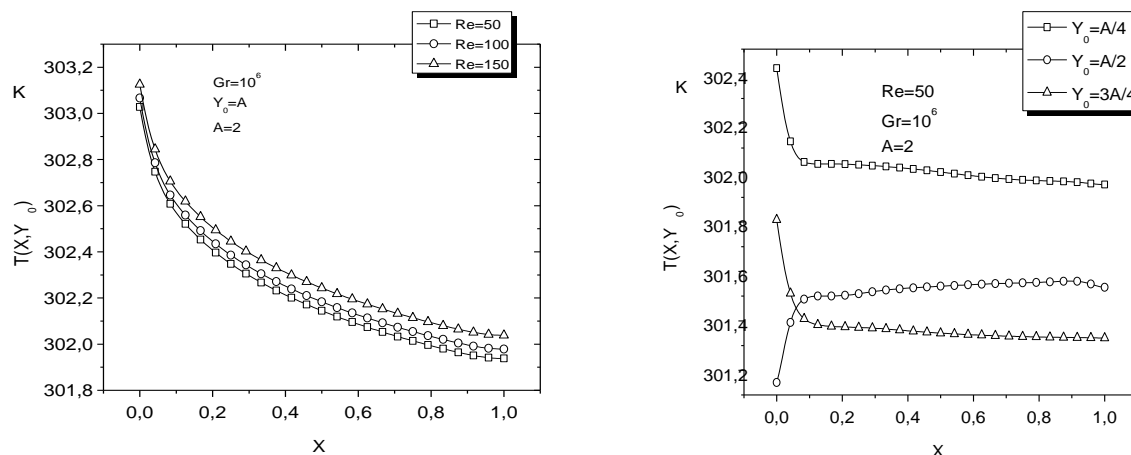 Re=50
Re=100
Re=150
303,2
K
303,0
302,8
302,6
302,4
302,2
302,0
301,8
T(X,Y₀)
Gr=10⁶
Y₀=A
A=2
0,0 0,2 0,4 0,6 0,8 1,0
X
Y₀=A/4
Y₀=A/2
Y₀=3A/4
302,4
K
302,2
302,0
301,8
301,6
301,4
301,2
T(X,Y₀)
Re=50
Gr=10⁶
A=2
0,0 0,2 0,4 0,6 0,8 1,0
X